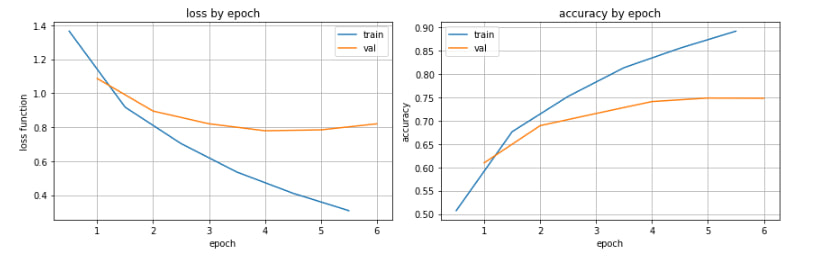 loss by epoch
1.4
1.2
1.0
0.8
0.6
0.4
loss function
train
val
1 2 3 4 5 6
epoch
accuracy by epoch
0.90
0.85
0.80
0.75
0.70
0.65
0.60
0.55
0.50
accuracy
train
val
1 2 3 4 5 6
epoch